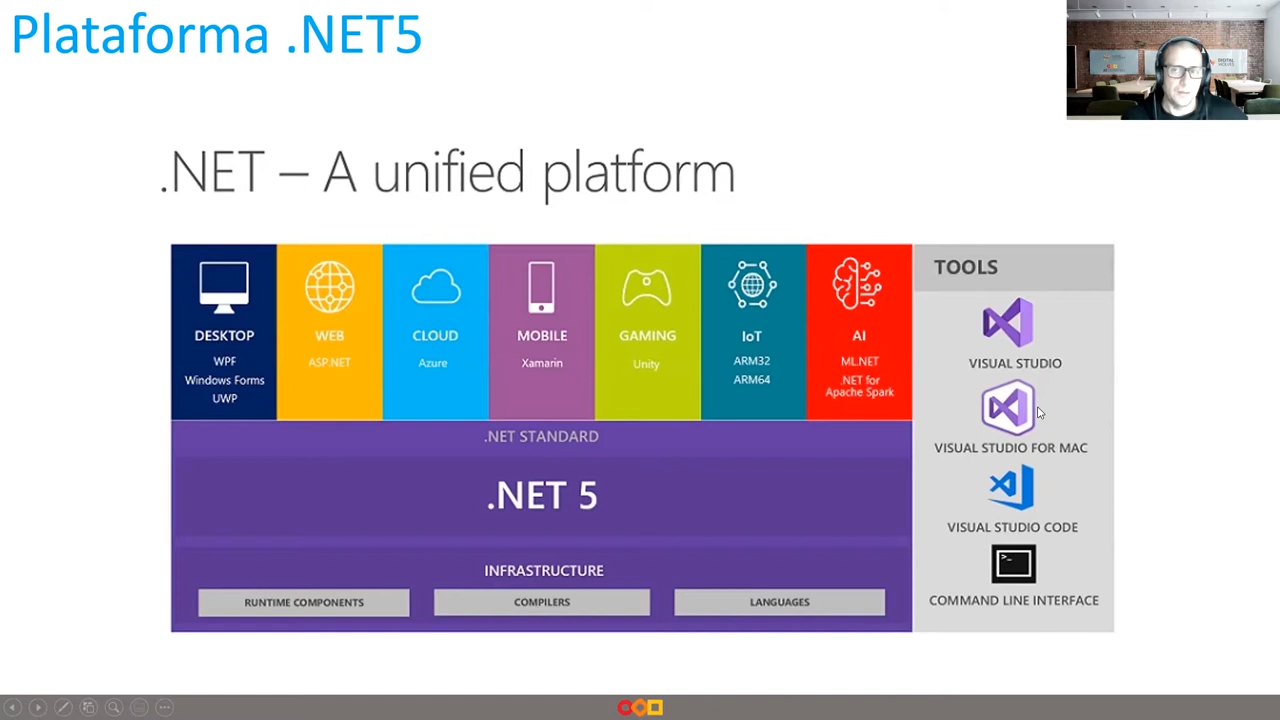 Plataforma .NET5
.NET – A unified platform
DESKTOP
WPF
Windows Forms
UWP
WEB
ASP.NET
CLOUD
Azure
MOBILE
Xamarin
GAMING
Unity
IoT
ARM32
ARM64
AI
ML.NET
.NET for
Apache Spark
TOOLS
VISUAL STUDIO
VISUAL STUDIO FOR MAC
VISUAL STUDIO CODE
COMMAND LINE INTERFACE
.NET STANDARD
.NET 5
INFRASTRUCTURE
RUNTIME COMPONENTS
COMPILERS
LANGUAGES